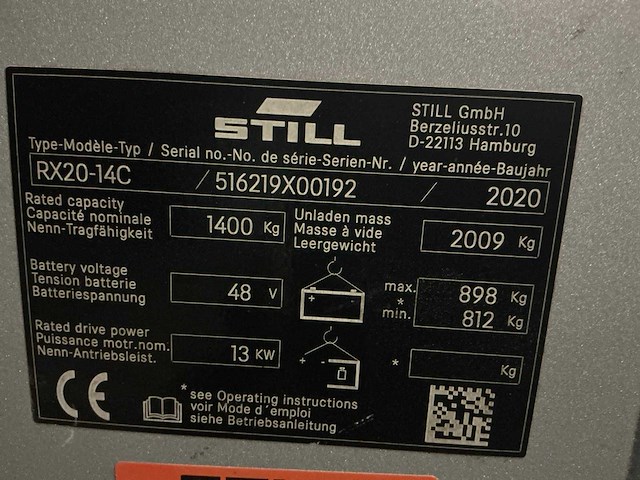 STILL
STILL GmbH
Berzeliusstr.10
D-22113 Hamburg
Type-Modèle-Typ / Serial no.-No. de série-Serien-Nr. / year-année-Baujahr
RX20-14C / 516219X00192 / 2020
Rated capacity
Capacité nominale
Nenn-Tragfähigkeit
1400 Kg
Unladen mass
Masse à vide
Leergewicht
2009 Kg
Battery voltage
Tension batterie
Batteriespannung
48 V
+ -
max. 898 Kg
*
min. 812 Kg
Rated drive power
Puissance motr.nom.
Nenn-Antriebsleist.
13 KW
+ -
* Kg
CE
*see Operating instructions
voir Mode d'emploi
siehe Betriebsanleitung